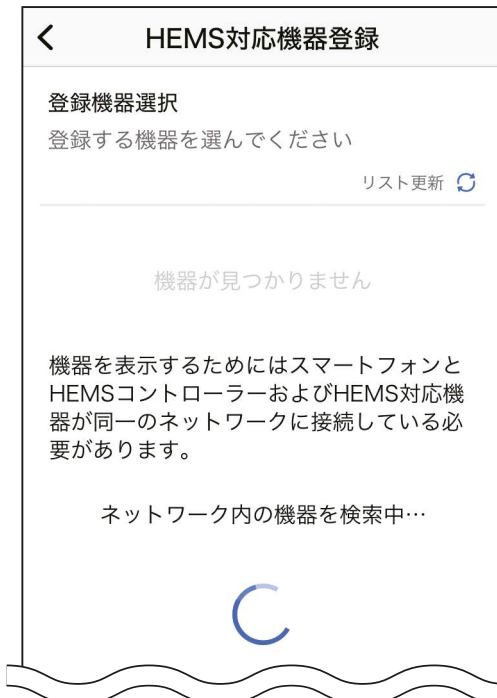 HEMS対応機器登録
登録機器選択
登録する機器を選んでください
リスト更新
機器が見つかりません
機器を表示するためにはスマートフォンと
HEMSコントローラーおよびHEMS対応機
器が同一のネットワークに接続している必
要があります。
ネットワーク内の機器を検索中…